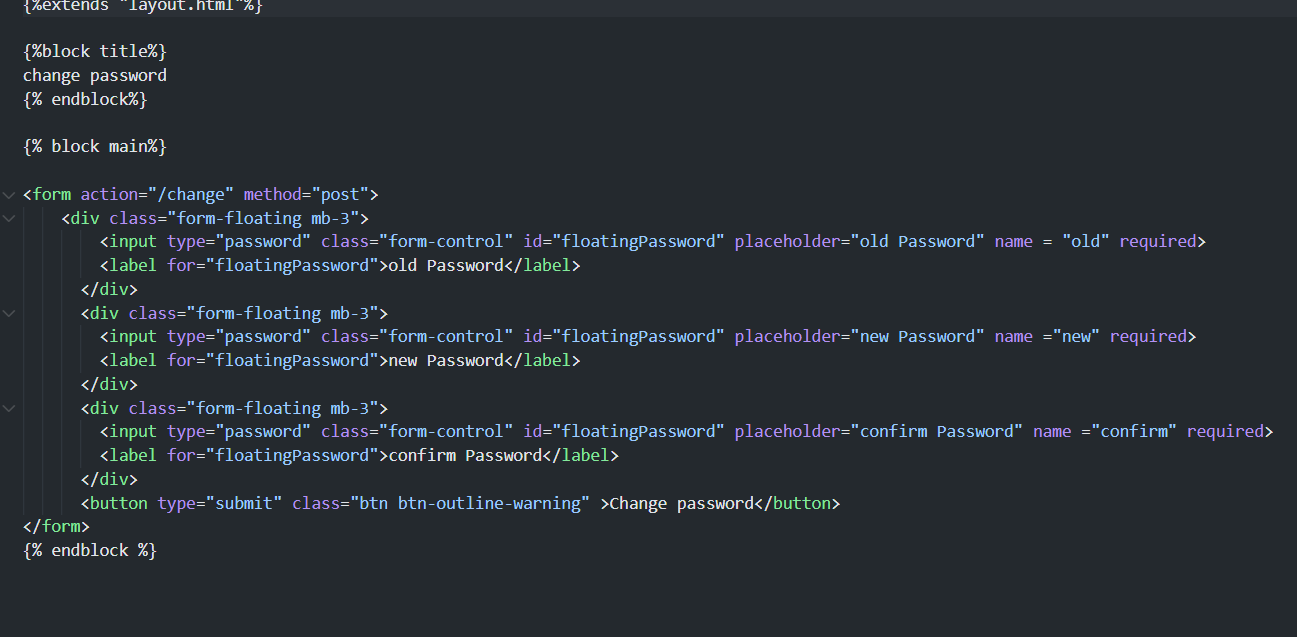 {%extends "layout.html"%}
{%block title%}
change password
{% endblock%}
{% block main%}
<form action="/change" method="post">
<div class="form-floating mb-3">
<input type="password" class="form-control" id="floatingPassword" placeholder="old Password" name = "old" required>
<label for="floatingPassword">old Password</label>
</div>
<div class="form-floating mb-3">
<input type="password" class="form-control" id="floatingPassword" placeholder="new Password" name ="new" required>
<label for="floatingPassword">new Password</label>
</div>
<div class="form-floating mb-3">
<input type="password" class="form-control" id="floatingPassword" placeholder="confirm Password" name ="confirm" required>
<label for="floatingPassword">confirm Password</label>
</div>
<button type="submit" class="btn btn-outline-warning" >Change password</button>
</form>
{% endblock %}